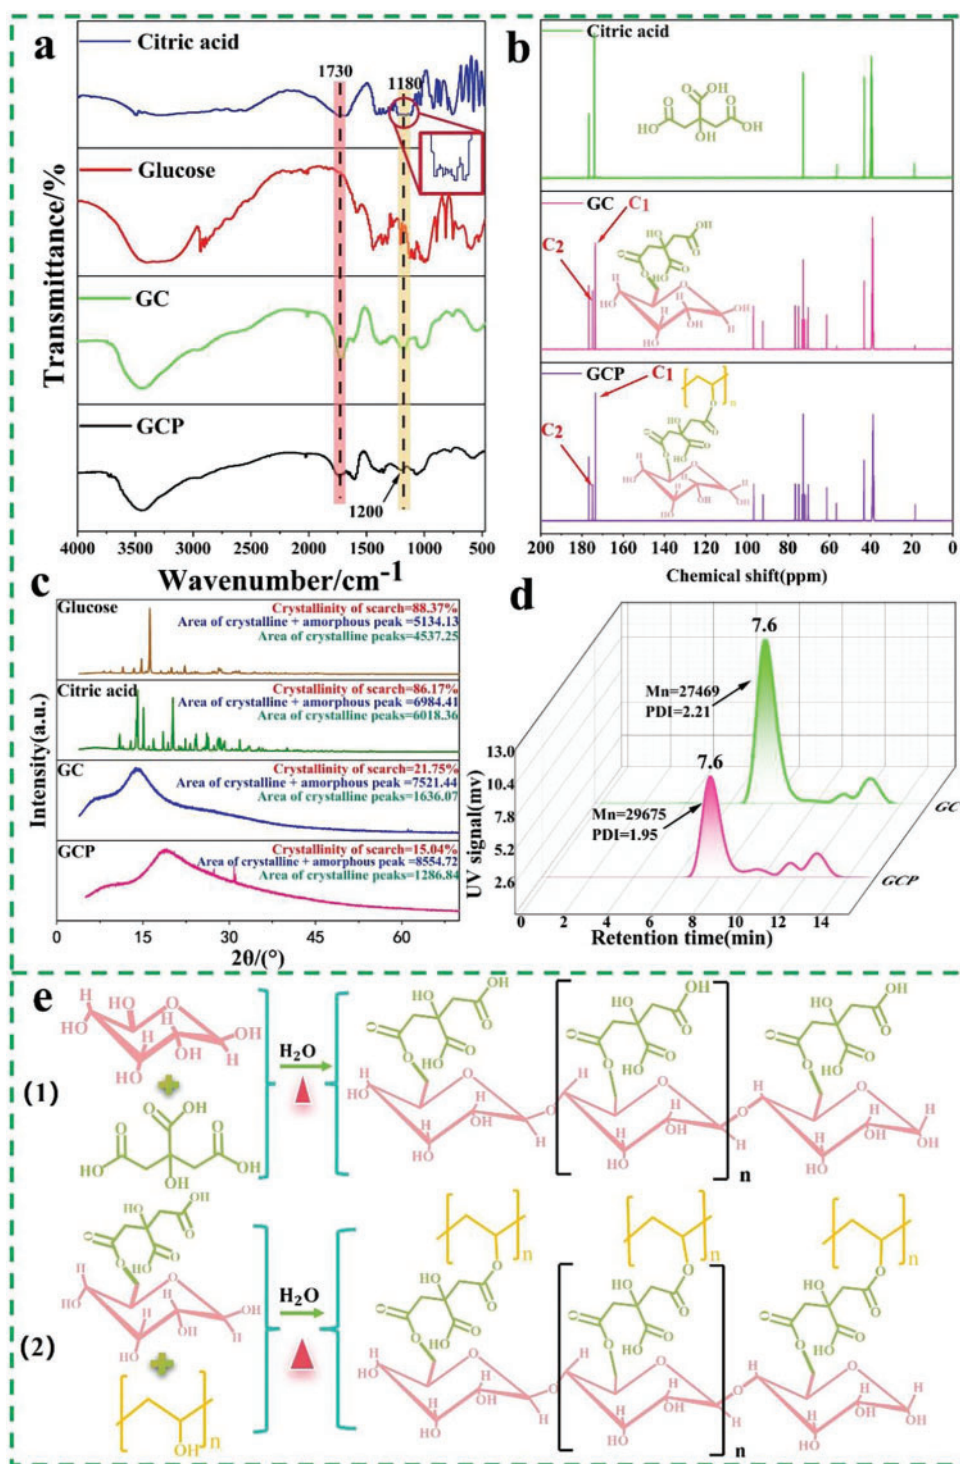 a
Citric acid
1730
1180
Glucose
GC
GCP
1200
Transmittance/%
4000 3500 3000 2500 2000 1500 1000 500
Wavenumber/cm-1
b
Citric acid
OH
O
O
HO
OH
OH
O
GC
C1
C2
GCP
C1
C2
n
200 180 160 140 120 100 80 60 40 20 0
Chemical shift(ppm)
c
Glucose
Crystallinity of scarch=88.37%
Area of crystalline + amorphous peak =5134.13
Area of crystalline peaks=4537.25
Citric acid
Crystallinity of scarch=86.17%
Area of crystalline + amorphous peak =6984.41
Area of crystalline peaks=6018.36
GC
Crystallinity of scarch=21.75%
Area of crystalline + amorphous peak =7521.44
Area of crystalline peaks=1636.07
GCP
Crystallinity of scarch=15.04%
Area of crystalline + amorphous peak =8554.72
Area of crystalline peaks=1286.84
Intensity(a.u.)
0 15 30 45 60
2θ/(°)
d
7.6
Mn=27469
PDI=2.21
7.6
Mn=29675
PDI=1.95
GC
GCP
13.0
10.4
7.8
5.2
2.6
UV signal(mv)
0 2 4 6 8 10 12 14
Retention time(min)
e
(1)
H2O
n
(2)
H2O
n
n
n
n
n